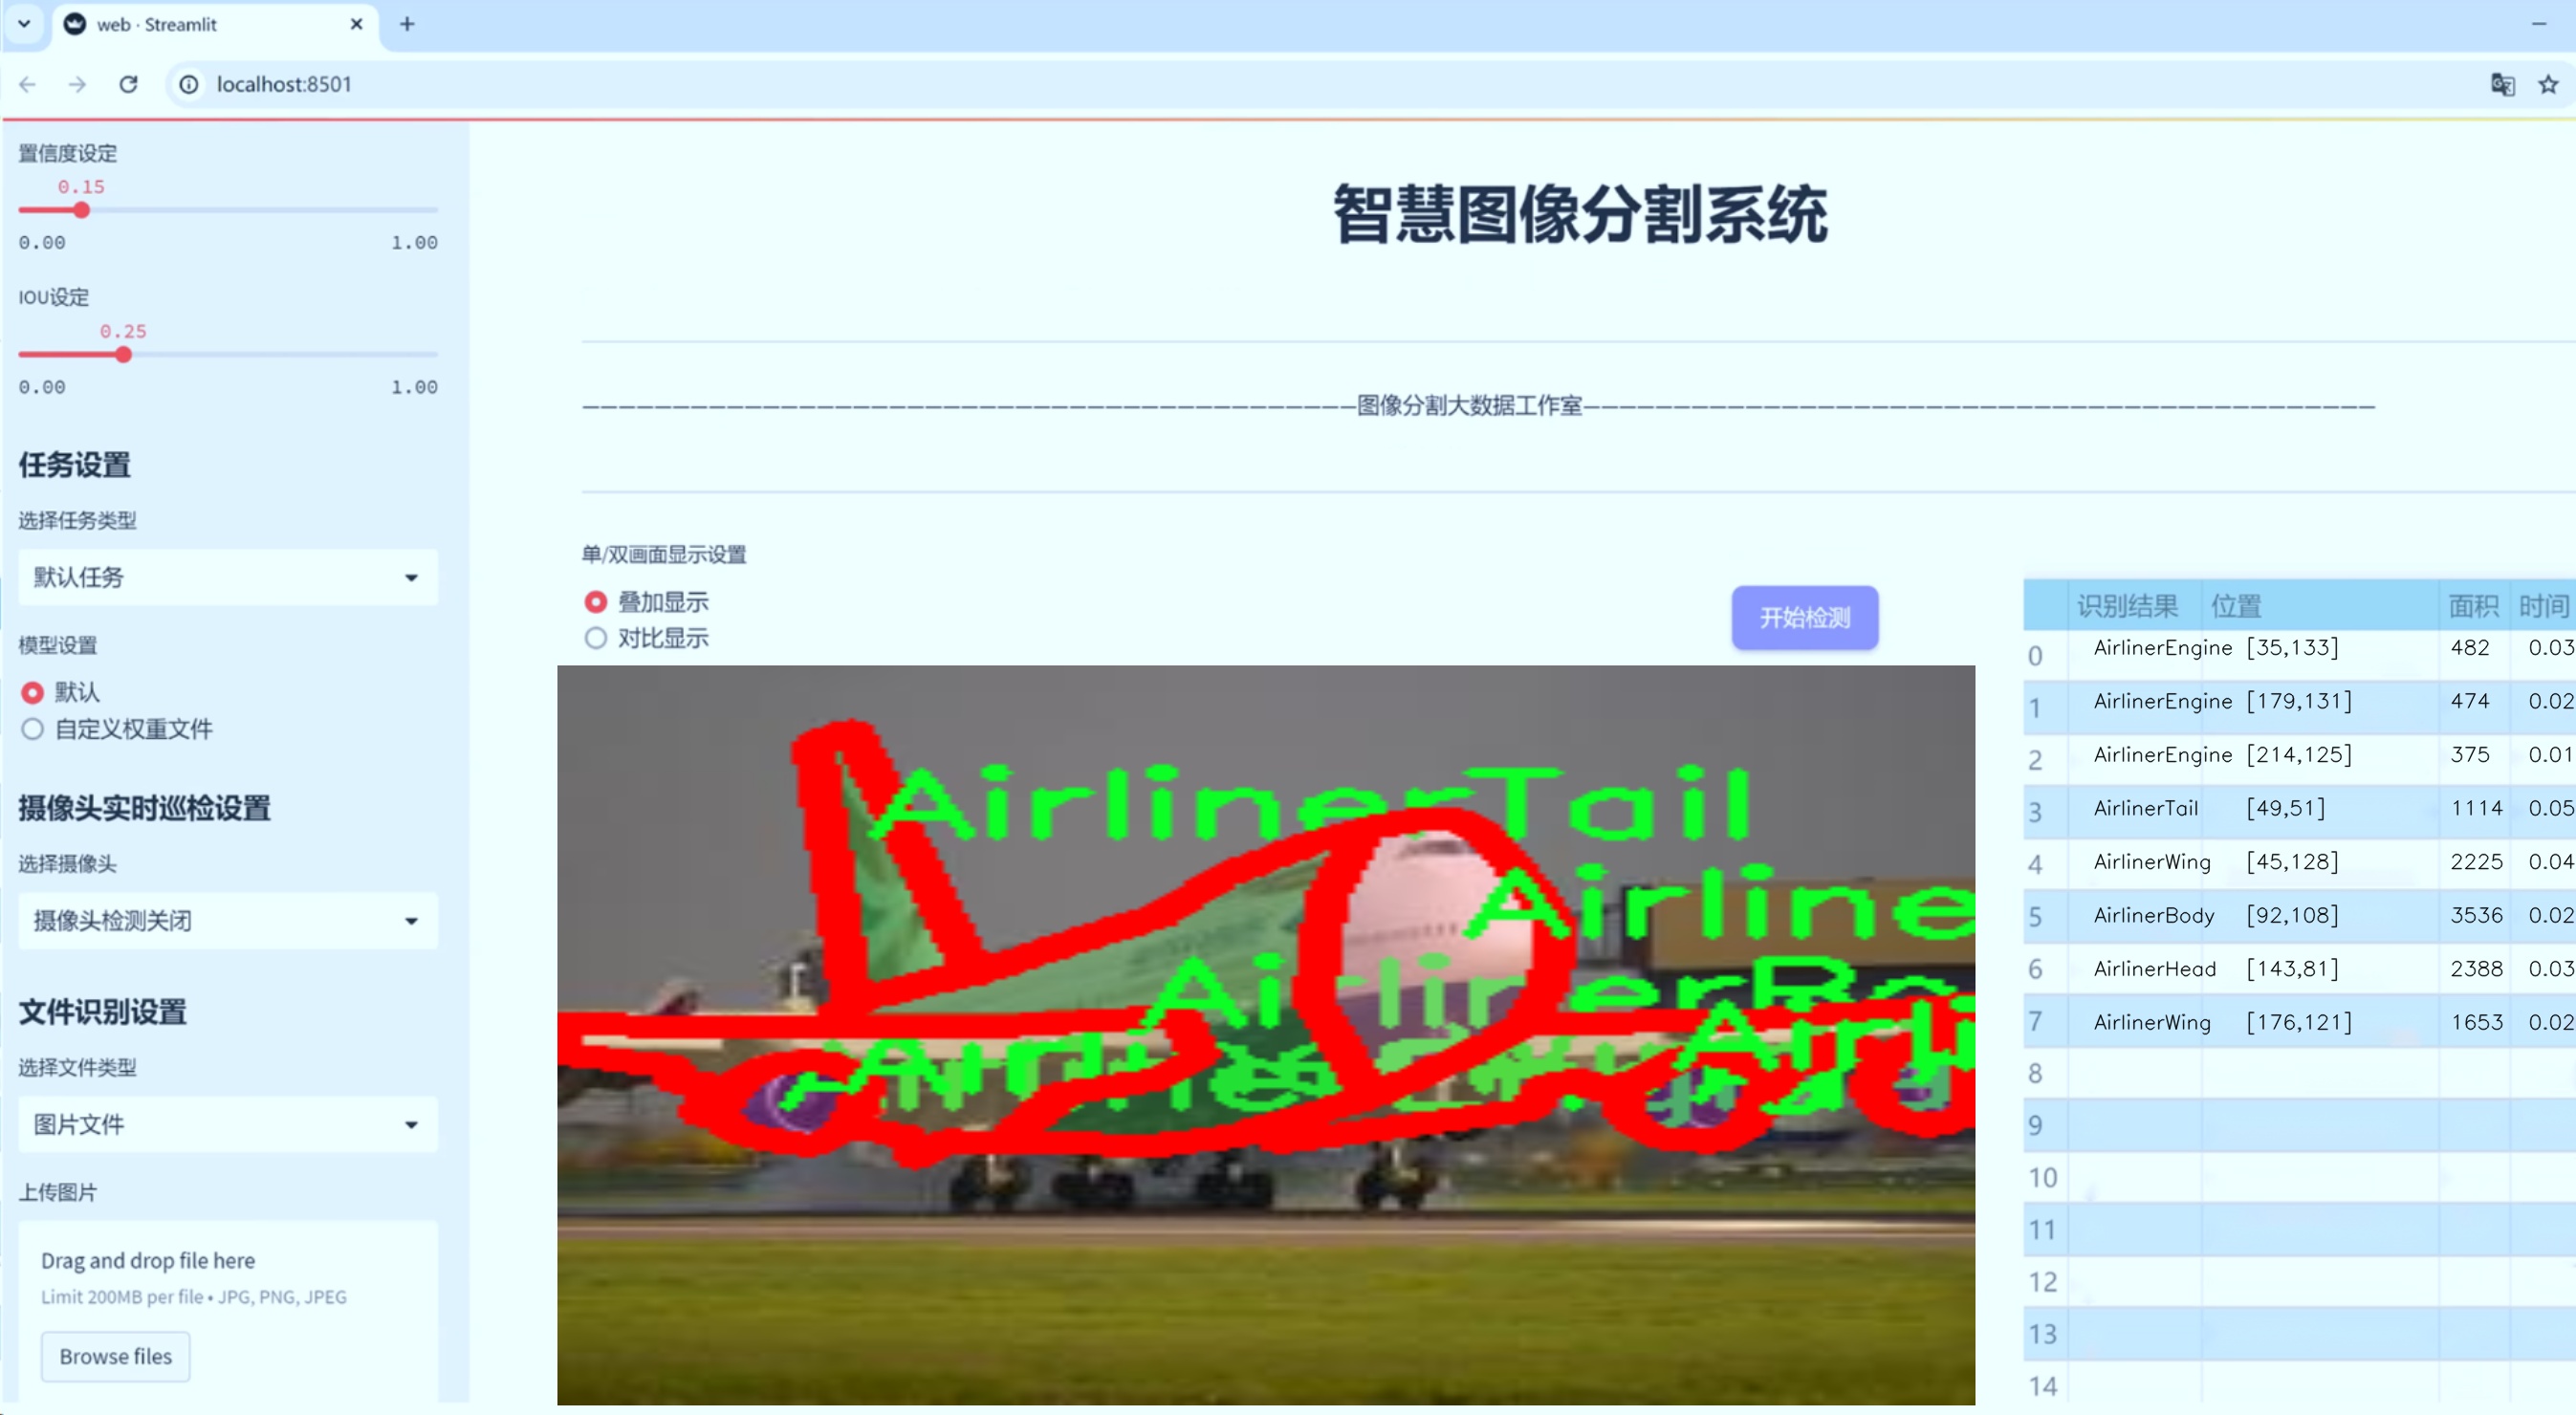 web · Streamlit
localhost:8501
置信度设定
0.15
0.00 1.00
IOU设定
0.25
0.00 1.00
任务设置
选择任务类型
默认任务
模型设置
默认
自定义权重文件
摄像头实时巡检设置
选择摄像头
摄像头检测关闭
文件识别设置
选择文件类型
图片文件
上传图片
Drag and drop file here
Limit 200MB per file • JPG, PNG, JPEG
Browse files
智慧图像分割系统
图像分割大数据工作室
单/双画面显示设置
叠加显示
对比显示
开始检测
AirlinerTail
Airline
识别结果 位置 面积 时间
0 AirlinerEngine [35,133] 482 0.03
1 AirlinerEngine [179,131] 474 0.02
2 AirlinerEngine [214,125] 375 0.01
3 AirlinerTail [49,51] 1114 0.05
4 AirlinerWing [45,128] 2225 0.04
5 AirlinerBody [92,108] 3536 0.02
6 AirlinerHead [143,81] 2388 0.03
7 AirlinerWing [176,121] 1653 0.02
8
9
10
11
12
13
14